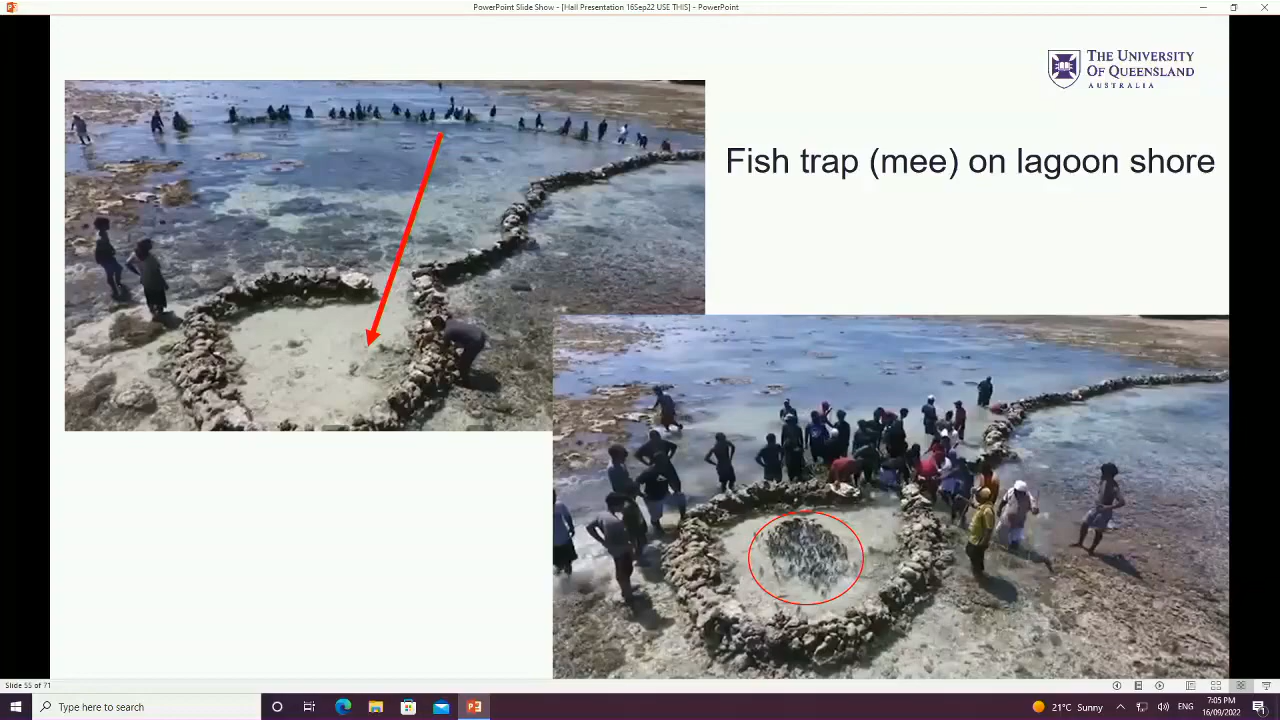 PowerPoint Slide Show - [Hall Presentation 16Sep22 USE THIS] - PowerPoint
THE UNIVERSITY
OF QUEENSLAND
AUSTRALIA
Fish trap (mee) on lagoon shore
Slide 55 of 71
Type here to search
21°C Sunny
ENG
7:05 PM
16/09/2022